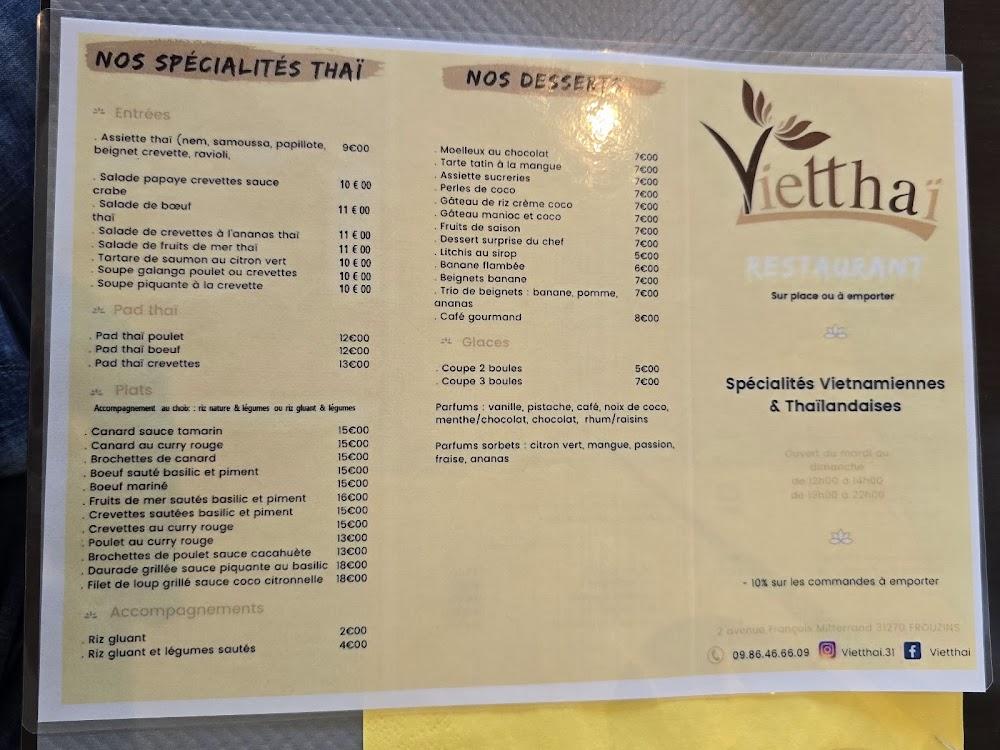 NOS SPÉCIALITÉS THAÏ
Entrées
. Assiette thaï (nem, samoussa, papillote, 9€00
beignet crevette, ravioli,
. Salade papaye crevettes sauce 10 € 00
crabe
. Salade de bœuf 11 € 00
thaï
. Salade de crevettes à l'ananas thaï 11 € 00
. Salade de fruits de mer thaï 11 € 00
. Tartare de saumon au citron vert 10 € 00
. Soupe galanga poulet ou crevettes 10 € 00
. Soupe piquante à la crevette 10 € 00
Pad thaï
. Pad thaï poulet 12€00
. Pad thaï boeuf 12€00
. Pad thaï crevettes 13€00
Plats
Accompagnement au choix : riz nature & légumes ou riz gluant & légumes
. Canard sauce tamarin 15€00
. Canard au curry rouge 15€00
. Brochettes de canard 15€00
. Boeuf sauté basilic et piment 15€00
. Boeuf mariné 15€00
. Fruits de mer sautés basilic et piment 16€00
. Crevettes sautées basilic et piment 15€00
. Crevettes au curry rouge 15€00
. Poulet au curry rouge 13€00
. Brochettes de poulet sauce cacahuète 13€00
. Daurade grillée sauce piquante au basilic 18€00
. Filet de loup grillé sauce coco citronnelle 18€00
Accompagnements
. Riz gluant 2€00
. Riz gluant et légumes sautés 4€00
NOS DESSERTS
. Moelleux au chocolat 7€00
. Tarte tatin à la mangue 7€00
. Assiette sucreries 7€00
. Perles de coco 7€00
. Gâteau de riz crème coco 7€00
. Gâteau manioc et coco 7€00
. Fruits de saison 7€00
. Dessert surprise du chef 7€00
. Litchis au sirop 5€00
. Banane flambée 6€00
. Beignets banane 7€00
. Trio de beignets : banane, pomme, 7€00
ananas
. Café gourmand 8€00
Glaces
. Coupe 2 boules 5€00
. Coupe 3 boules 7€00
Parfums : vanille, pistache, café, noix de coco,
menthe/chocolat, chocolat, rhum/raisins
Parfums sorbets : citron vert, mangue, passion,
fraise, ananas
Vietthaï
RESTAURANT
Sur place ou à emporter
Spécialités Vietnamiennes
& Thaïlandaises
Ouvert du mardi au
dimanche
de 12h00 à 14h00
de 19h00 à 22h00
- 10% sur les commandes à emporter
2 avenue François Mitterrand 31270 FROUZINS
09.86.46.66.09 Vietthai.31 Vietthai